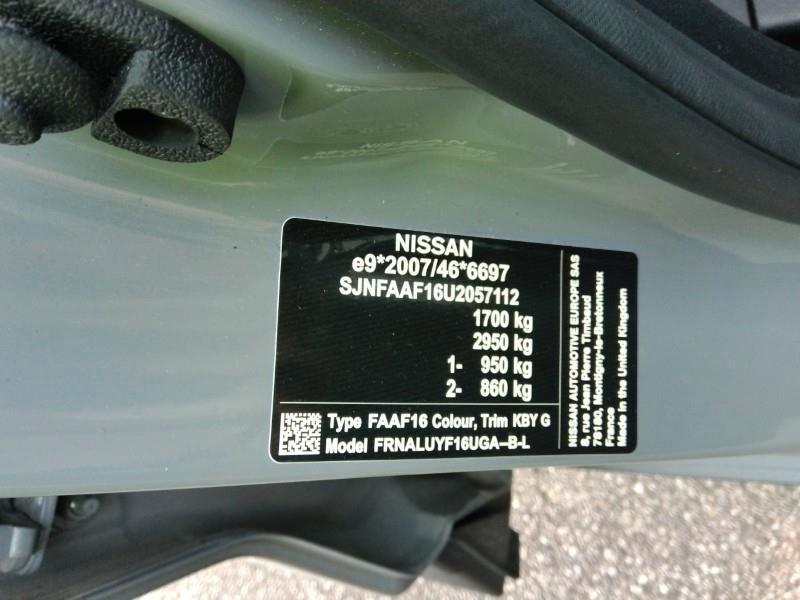 NISSAN
e9*2007/46*6697
SJNFAAF16U2057112
1700 kg
2950 kg
1- 950 kg
2- 860 kg
Type FAAF16 Colour, Trim KBY G
Model FRNALUYF16UGA-B-L
NISSAN AUTOMOTIVE EUROPE SAS
8, rue Jean Pierre Timbaud
78180, Montigny-le-Bretonneux
France
Made in the United Kingdom